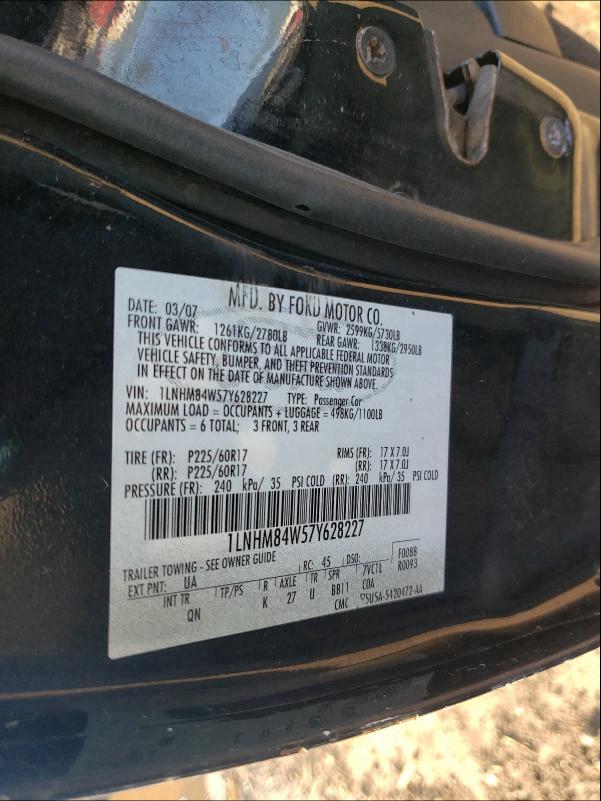 MFD. BY FORD MOTOR CO.
DATE: 03/07 GVWR: 2599KG/5730LB
FRONT GAWR: 1261KG/2780LB REAR GAWR: 1338KG/2950LB
THIS VEHICLE CONFORMS TO ALL APPLICABLE FEDERAL MOTOR
VEHICLE SAFETY, BUMPER, AND THEFT PREVENTION STANDARDS
IN EFFECT ON THE DATE OF MANUFACTURE SHOWN ABOVE.
VIN: 1LNHM84W57Y628227 TYPE: Passenger Car
MAXIMUM LOAD = OCCUPANTS + LUGGAGE = 498KG/1100LB
OCCUPANTS = 6 TOTAL; 3 FRONT, 3 REAR
TIRE (FR): P225/60R17 RIMS (FR): 17 X 7.0J
(RR): P225/60R17 (RR): 17 X 7.0J
PRESSURE (FR): 240 kPa/ 35 PSI COLD (RR): 240 kPa/ 35 PSI COLD
1LNHM84W57Y628227
TRAILER TOWING - SEE OWNER GUIDE F0088
EXT PNT: UA RC: 45 DSO: R0093
INT TR TP/PS R AXLE TR SPR 7YC1L
QN K 27 U BB11 COA
CMC 5U5A-5420472-AA